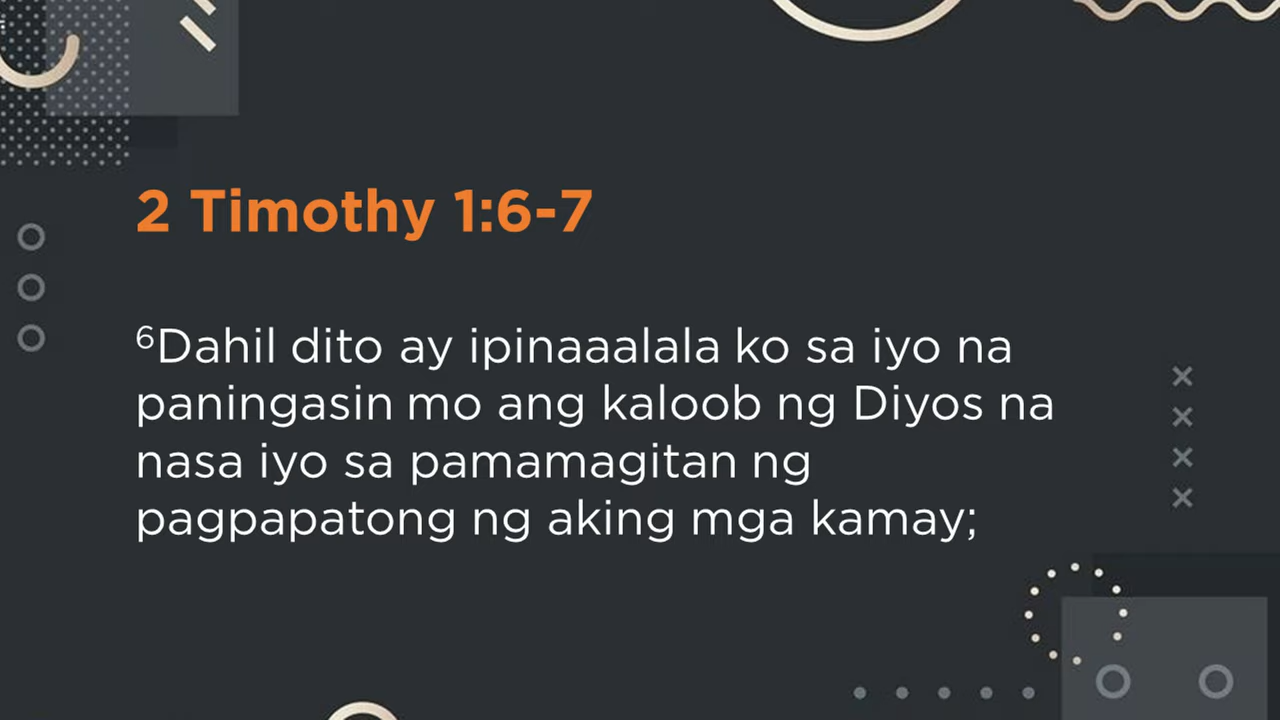 2 Timothy 1:6-7
⁶Dahil dito ay ipinaaalala ko sa iyo na
paningasin mo ang kaloob ng Diyos na
nasa iyo sa pamamagitan ng
pagpapatong ng aking mga kamay;